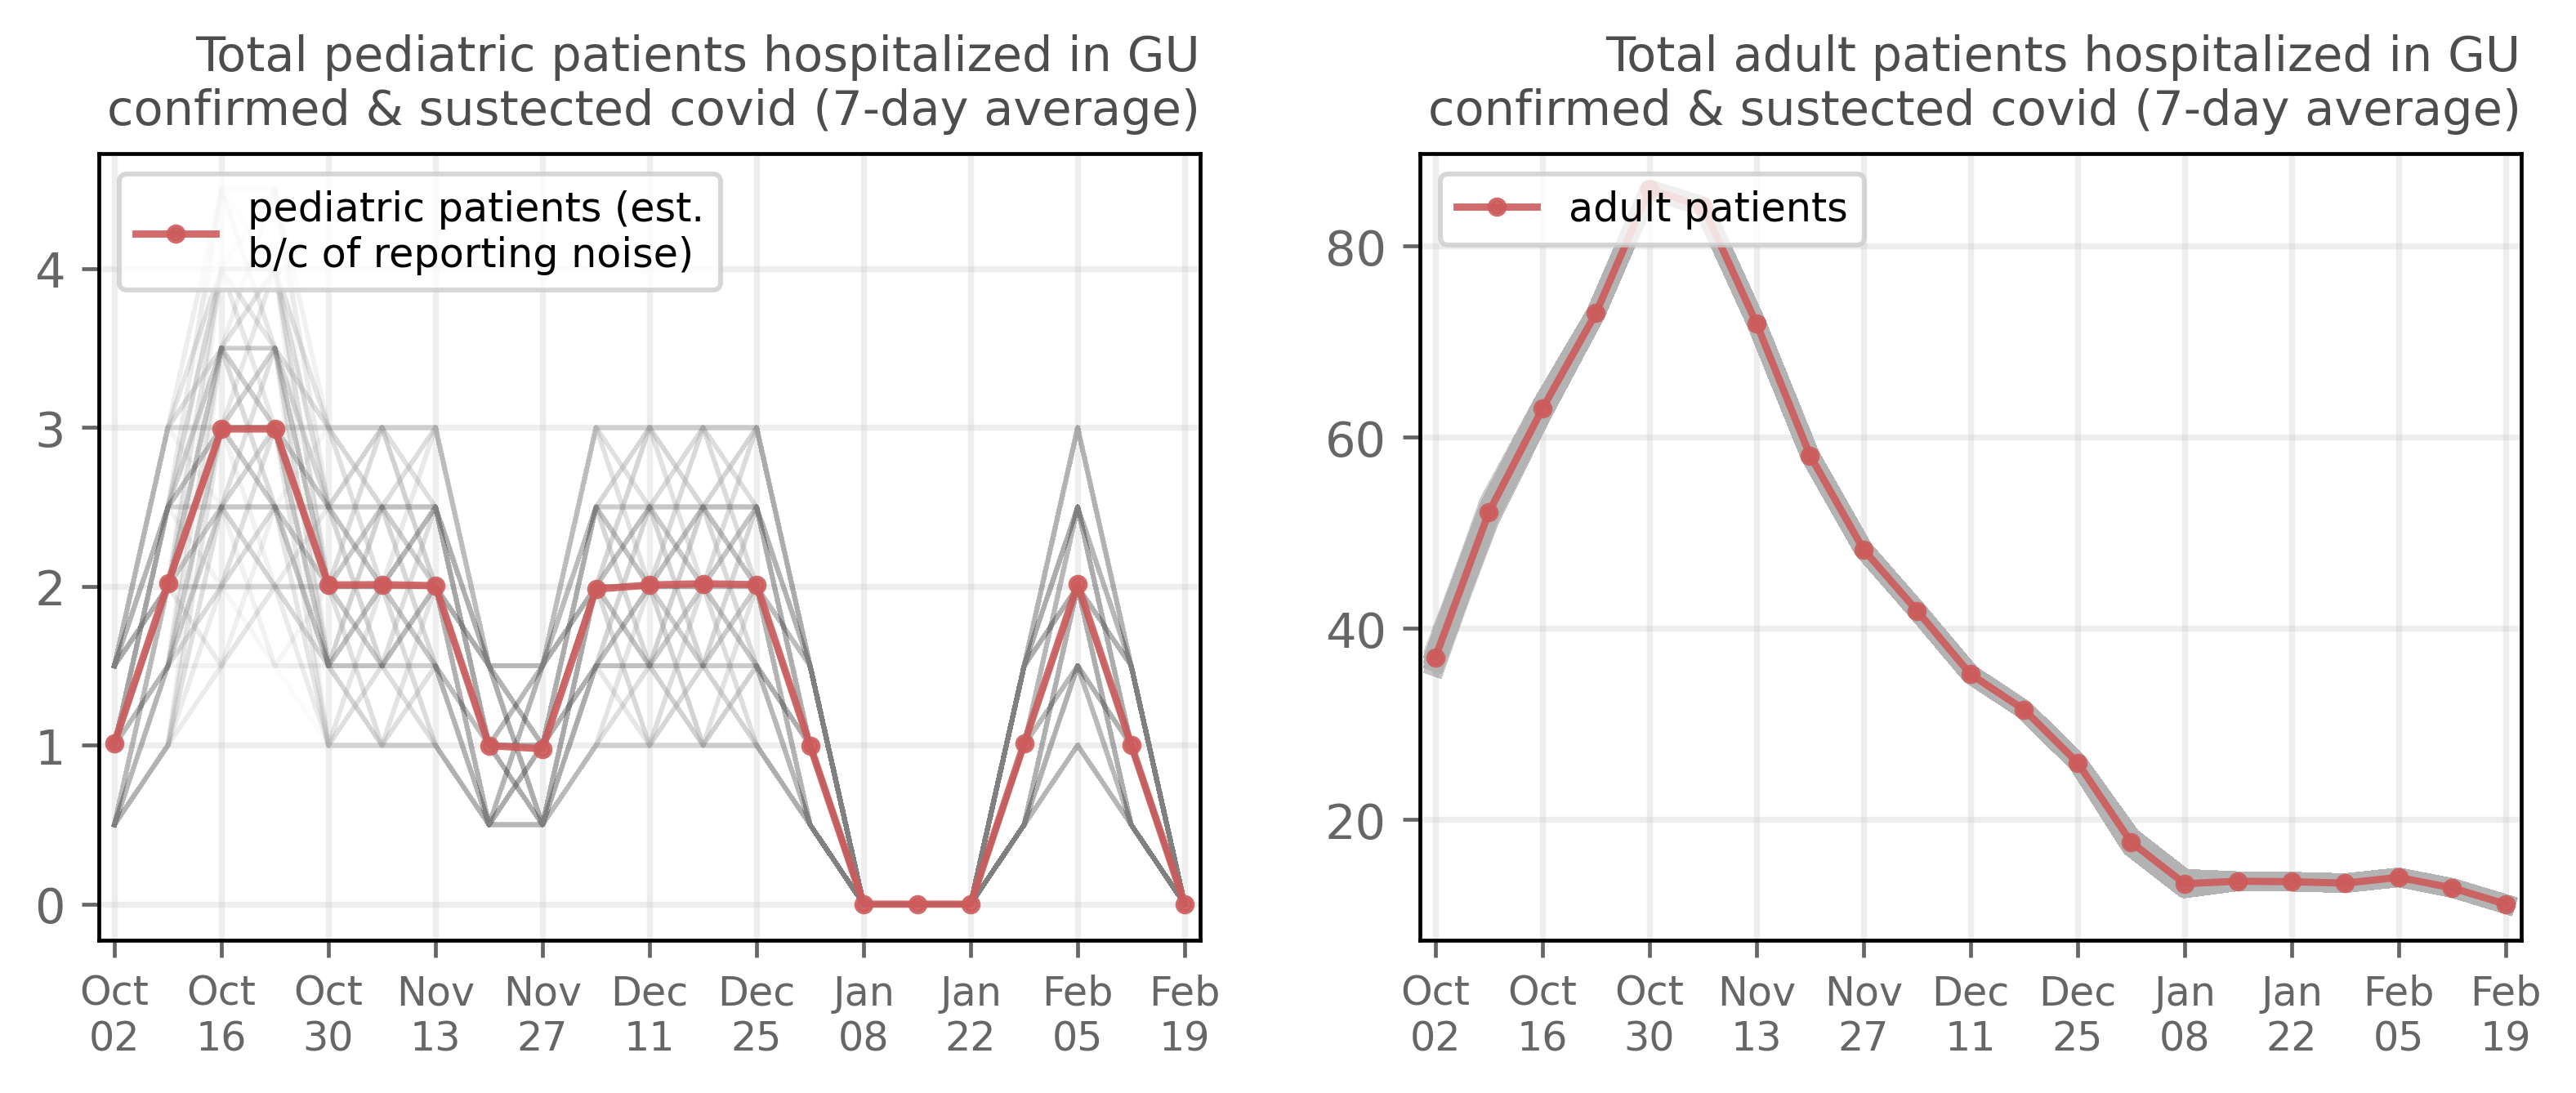 Total pediatric patients hospitalized in GU
confirmed & sustected covid (7-day average)
pediatric patients (est.
b/c of reporting noise)
4
3
2
1
0
Oct Oct Oct Nov Nov Dec Dec Jan Jan Feb Feb
02 16 30 13 27 11 25 08 22 05 19
Total adult patients hospitalized in GU
confirmed & sustected covid (7-day average)
adult patients
80
60
40
20
Oct Oct Oct Nov Nov Dec Dec Jan Jan Feb Feb
02 16 30 13 27 11 25 08 22 05 19